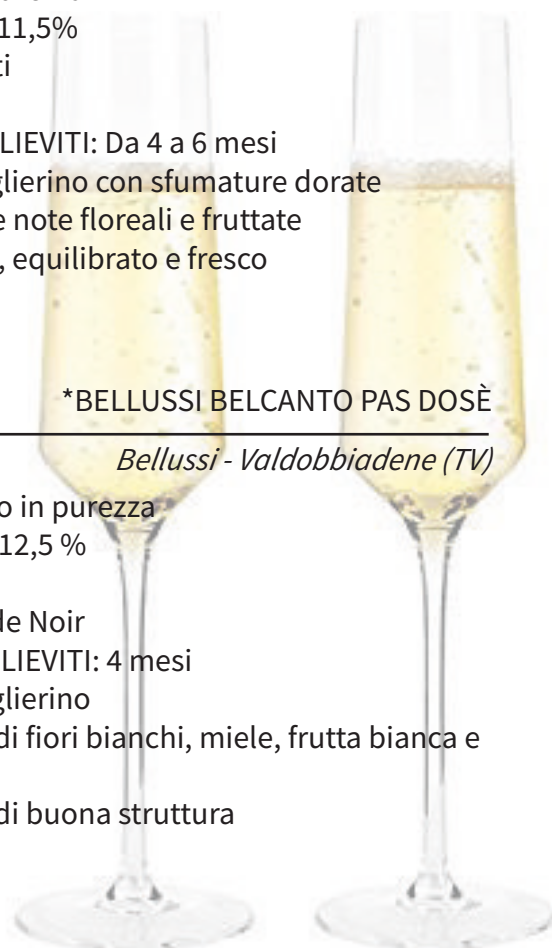 11,5%
ti
LIEVITI: Da 4 a 6 mesi
glierino con sfumature dorate
e note floreali e fruttate
, equilibrato e fresco
*BELLUSSI BELCANTO PAS DOSÈ
Bellussi - Valdobbiadene (TV)
o in purezza
12,5 %
de Noir
LIEVITI: 4 mesi
glierino
di fiori bianchi, miele, frutta bianca e
di buona struttura